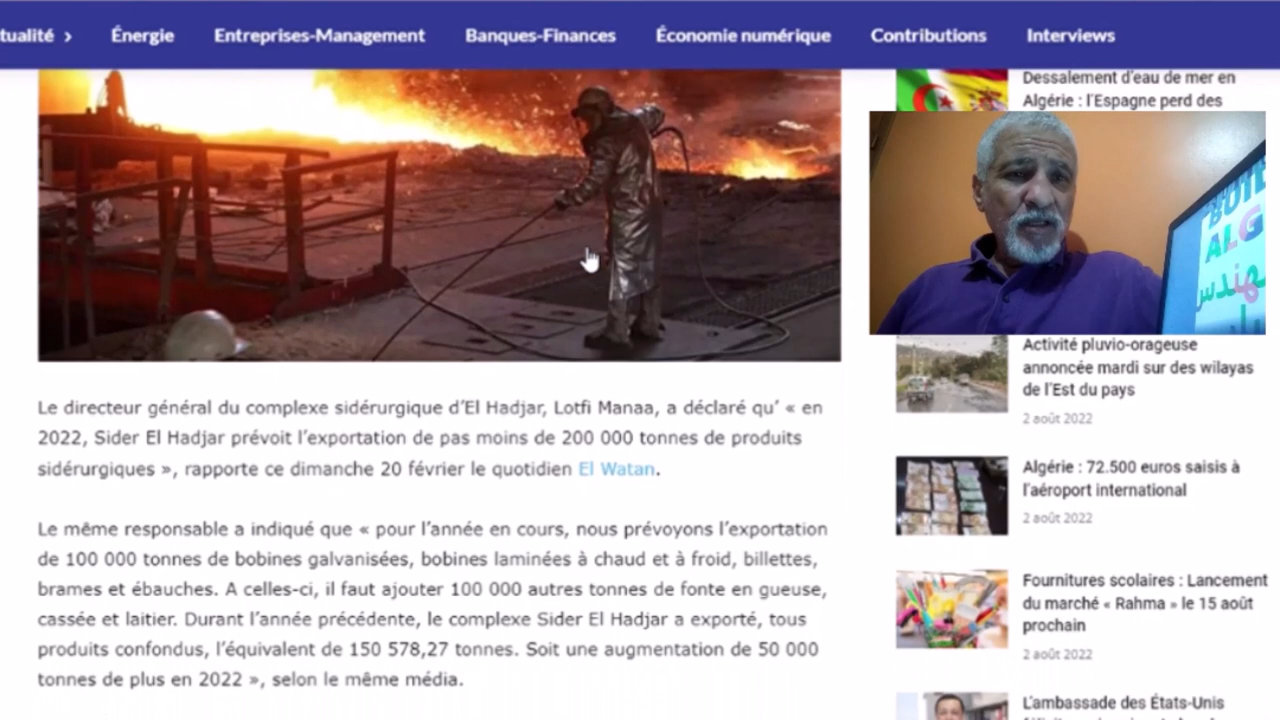 tualité
Énergie
Entreprises-Management
Banques-Finances
Économie numérique
Contributions
Interviews
Le directeur général du complexe sidérurgique d'El Hadjar, Lotfi Manaa, a déclaré qu' « en
2022, Sider El Hadjar prévoit l'exportation de pas moins de 200 000 tonnes de produits
sidérurgiques », rapporte ce dimanche 20 février le quotidien El Watan.
Le même responsable a indiqué que « pour l'année en cours, nous prévoyons l'exportation
de 100 000 tonnes de bobines galvanisées, bobines laminées à chaud et à froid, billettes,
brames et ébauches. A celles-ci, il faut ajouter 100 000 autres tonnes de fonte en gueuse,
cassée et laitier. Durant l'année précédente, le complexe Sider El Hadjar a exporté, tous
produits confondus, l'équivalent de 150 578,27 tonnes. Soit une augmentation de 50 000
tonnes de plus en 2022 », selon le même média.
Dessalement d'eau de mer en
Algérie : l'Espagne perd des
ALG
Activité pluvio-orageuse
annoncée mardi sur des wilayas
de l'Est du pays
2 août 2022
Algérie : 72.500 euros saisis à
l'aéroport international
2 août 2022
Fournitures scolaires : Lancement
du marché « Rahma » le 15 août
prochain
2 août 2022
L'ambassade des États-Unis